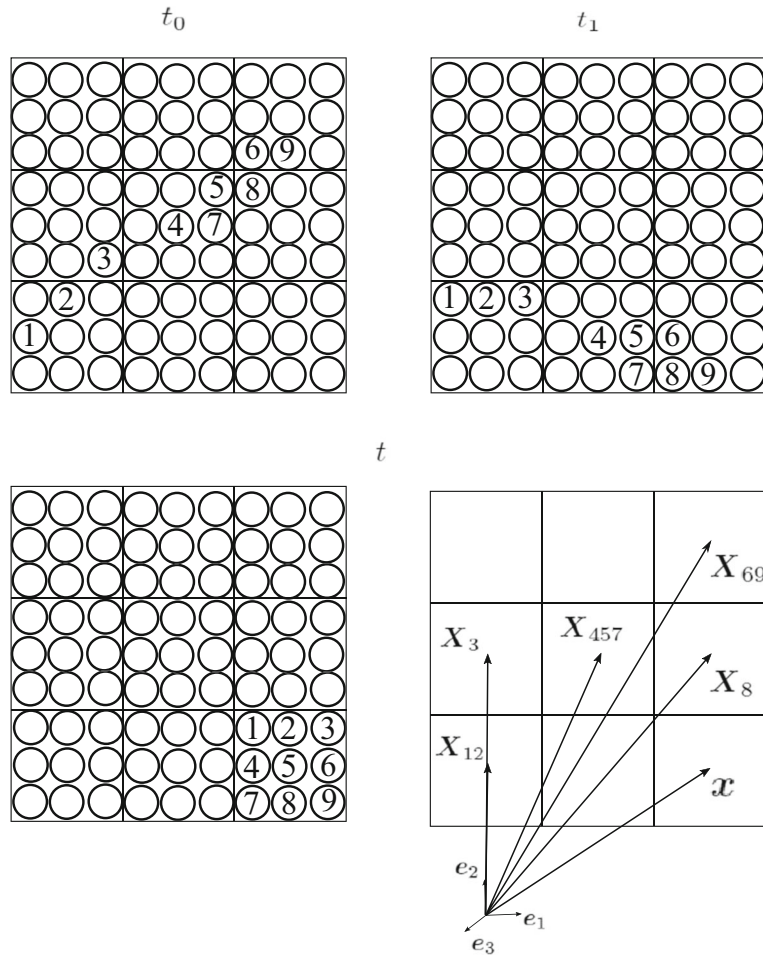 t₀ t₁
6 9
5 8
4 7
3
2 1 2 3
1 4 5 6
7 8 9
t
X₆₉
X₃ X₄₅₇
X₈
1 2 3
X₁₂
4 5 6 x
7 8 9
e₂
e₁
e₃